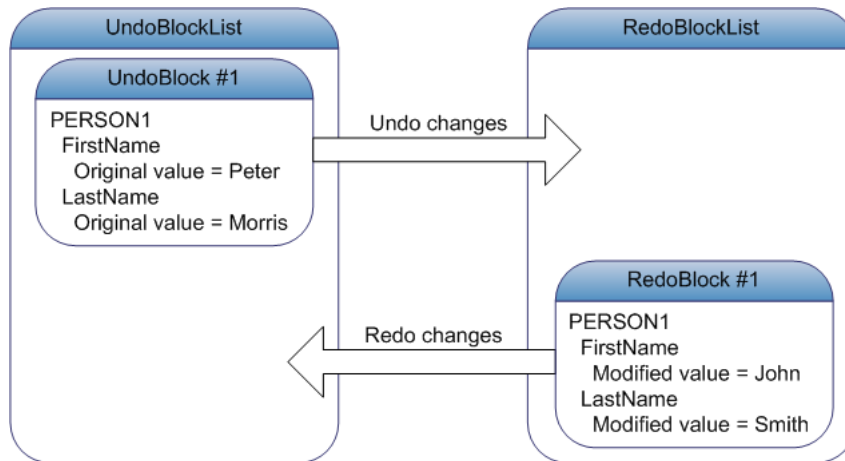 UndoBlockList
UndoBlock #1
PERSON1
FirstName
Original value = Peter
LastName
Original value = Morris
Undo changes
RedoBlockList
RedoBlock #1
PERSON1
FirstName
Modified value = John
LastName
Modified value = Smith
Redo changes